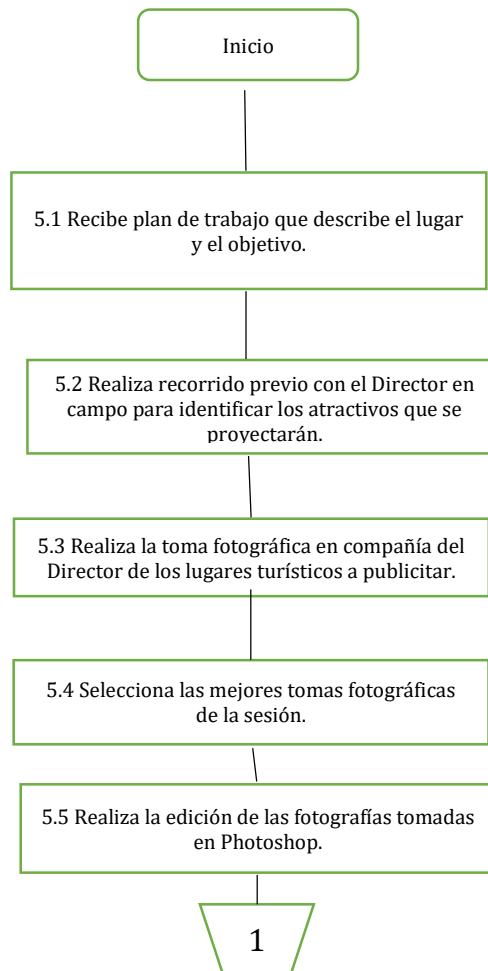 Inicio
5.1 Recibe plan de trabajo que describe el lugar
y el objetivo.
5.2 Realiza recorrido previo con el Director en
campo para identificar los atractivos que se
proyectarán.
5.3 Realiza la toma fotográfica en compañía del
Director de los lugares turísticos a publicitar.
5.4 Selecciona las mejores tomas fotográficas
de la sesión.
5.5 Realiza la edición de las fotografías tomadas
en Photoshop.
1